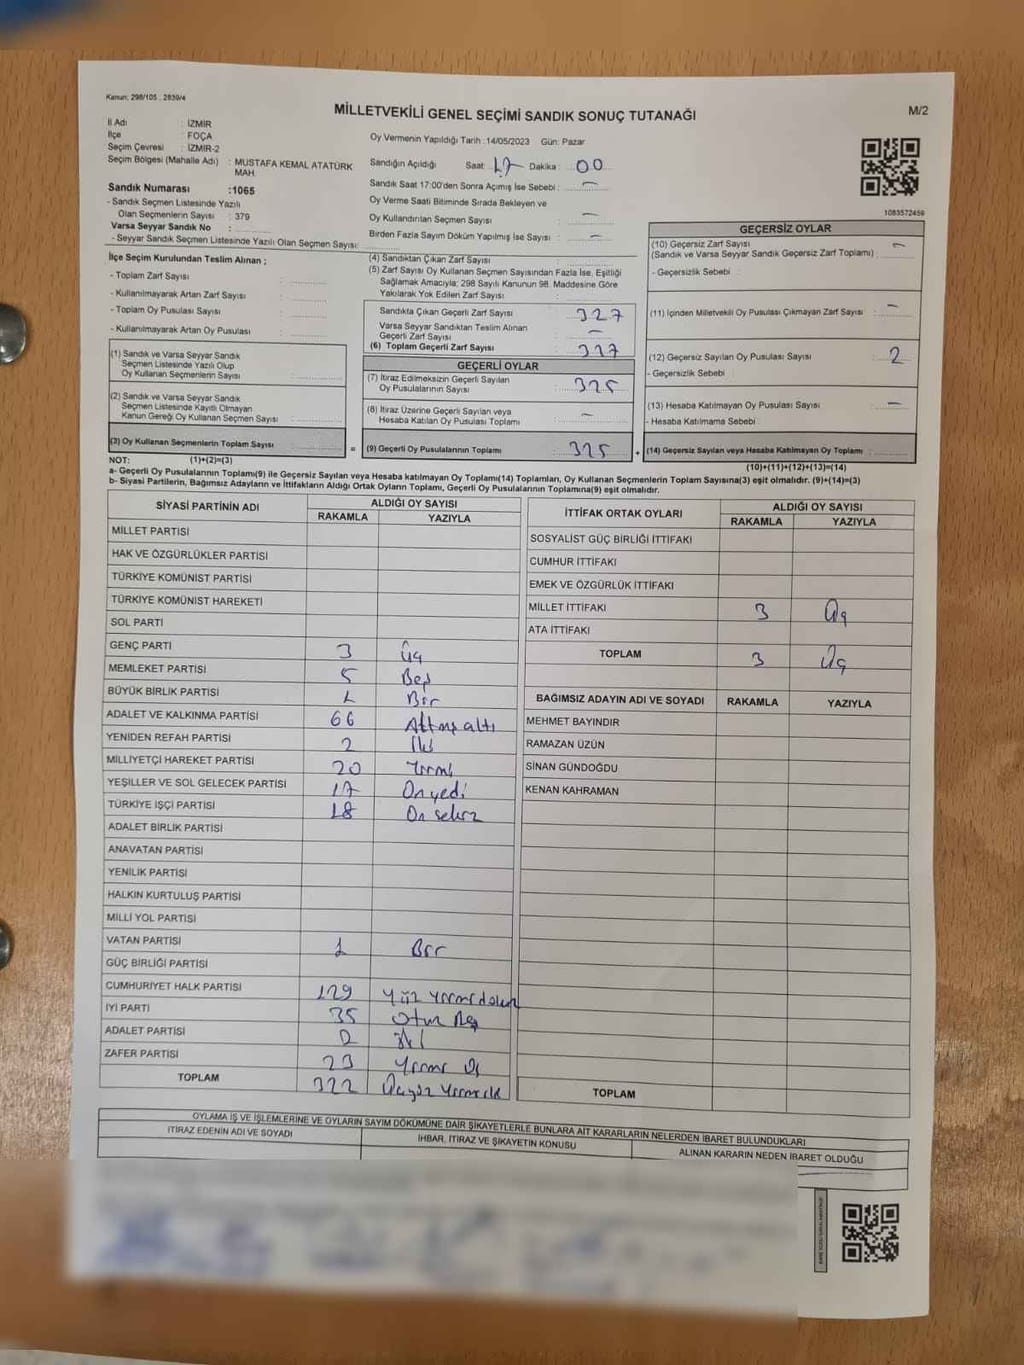 Kanun: 298/105 , 2839/4
MİLLETVEKİLİ GENEL SEÇİMİ SANDIK SONUÇ TUTANAĞI
M/2
İl Adı : İZMİR
İlçe : FOÇA
Seçim Çevresi : İZMİR-2
Seçim Bölgesi (Mahalle Adı) : MUSTAFA KEMAL ATATÜRK MAH.
Sandık Numarası :1065
- Sandık Seçmen Listesinde Yazılı
Olan Seçmenlerin Sayısı : 379
Varsa Seyyar Sandık No :
- Seyyar Sandık Seçmen Listesinde Yazılı Olan Seçmen Sayısı:
Oy Vermenin Yapıldığı Tarih :14/05/2023 Gün: Pazar
Sandığın Açıldığı Saat: 17 Dakika : 00
Sandık Saat 17:00'den Sonra Açımış İse Sebebi : -
Oy Verme Saati Bitiminde Sırada Bekleyen ve
Oy Kullandırılan Seçmen Sayısı -
Birden Fazla Sayım Döküm Yapılmış İse Sayısı : -
1083572459
İlçe Seçim Kurulundan Teslim Alınan ;
- Toplam Zarf Sayısı :
- Kullanılmayarak Artan Zarf Sayısı :
- Toplam Oy Pusulası Sayısı :
- Kullanılmayarak Artan Oy Pusulası :
(1) Sandık ve Varsa Seyyar Sandık
Seçmen Listesinde Yazılı Olup
Oy Kullanan Seçmenlerin Sayısı :
(2) Sandık ve Varsa Seyyar Sandık
Seçmen Listesinde Kayıtlı Olmayan
Kanun Gereği Oy Kullanan Seçmen Sayısı :
(3) Oy Kullanan Seçmenlerin Toplam Sayısı :
(4) Sandıktan Çıkan Zarf Sayısı :
(5) Zarf Sayısı Oy Kullanan Seçmen Sayısından Fazla İse, Eşitliği
Sağlamak Amacıyla; 298 Sayılı Kanunun 98. Maddesine Göre
Yakılarak Yok Edilen Zarf Sayısı :
Sandıkta Çıkan Geçerli Zarf Sayısı : 327
Varsa Seyyar Sandıktan Teslim Alınan
Geçerli Zarf Sayısı : -
(6) Toplam Geçerli Zarf Sayısı : 327
GEÇERLİ OYLAR
(7) İtiraz Edilmeksizin Geçerli Sayılan
Oy Pusulalarının Sayısı : 325
(8) İtiraz Üzerine Geçerli Sayılan veya
Hesaba Katılan Oy Pusulası Toplamı : -
= (9) Geçerli Oy Pusulalarının Toplamı : 325 +
GEÇERSİZ OYLAR
(10) Geçersiz Zarf Sayısı -
(Sandık ve Varsa Seyyar Sandık Geçersiz Zarf Toplamı) :
- Geçersizlik Sebebi :
(11) İçinden Milletvekili Oy Pusulası Çıkmayan Zarf Sayısı : -
(12) Geçersiz Sayılan Oy Pusulası Sayısı : 2
- Geçersizlik Sebebi :
(13) Hesaba Katılmayan Oy Pusulası Sayısı : -
- Hesaba Katılmama Sebebi :
(14) Geçersiz Sayılan veya Hesaba Katılmayan Oy Toplamı :
NOT: (1)+(2)=(3)
(10)+(11)+(12)+(13)=(14)
a- Geçerli Oy Pusulalarının Toplamı(9) ile Geçersiz Sayılan veya Hesaba katılmayan Oy Toplamı(14) Toplamları, Oy Kullanan Seçmenlerin Toplam Sayısına(3) eşit olmalıdır. (9)+(14)=(3)
b- Siyasi Partilerin, Bağımsız Adayların ve İttifakların Aldığı Ortak Oyların Toplamı, Geçerli Oy Pusulalarının Toplamına(9) eşit olmalıdır.
SİYASİ PARTİNİN ADI ALDIĞI OY SAYISI
RAKAMLA YAZIYLA
MİLLET PARTİSİ
HAK VE ÖZGÜRLÜKLER PARTİSİ
TÜRKİYE KOMÜNİST PARTİSİ
TÜRKİYE KOMÜNİST HAREKETİ
SOL PARTİ
GENÇ PARTİ 3 Üç
MEMLEKET PARTİSİ 5 Beş
BÜYÜK BİRLİK PARTİSİ 1 Bir
ADALET VE KALKINMA PARTİSİ 66 Altmış altı
YENİDEN REFAH PARTİSİ 2 İki
MİLLİYETÇİ HAREKET PARTİSİ 20 Yirmi
YEŞİLLER VE SOL GELECEK PARTİSİ 17 On yedi
TÜRKİYE İŞÇİ PARTİSİ 18 On sekiz
ADALET BİRLİK PARTİSİ
ANAVATAN PARTİSİ
YENİLİK PARTİSİ
HALKIN KURTULUŞ PARTİSİ
MİLLİ YOL PARTİSİ
VATAN PARTİSİ 1 Bir
GÜÇ BİRLİĞİ PARTİSİ
CUMHURİYET HALK PARTİSİ 129 Yüz yirmi dokuz
İYİ PARTİ 35 Otuz Beş
ADALET PARTİSİ 2 İki
ZAFER PARTİSİ 23 Yirmi Üç
TOPLAM 322 Üçyüz Yirmi iki
İTTİFAK ORTAK OYLARI ALDIĞI OY SAYISI
RAKAMLA YAZIYLA
SOSYALİST GÜÇ BİRLİĞİ İTTİFAKI
CUMHUR İTTİFAKI
EMEK VE ÖZGÜRLÜK İTTİFAKI
MİLLET İTTİFAKI 3 Üç
ATA İTTİFAKI
TOPLAM 3 Üç
BAĞIMSIZ ADAYIN ADI VE SOYADI RAKAMLA YAZIYLA
MEHMET BAYINDIR
RAMAZAN ÜZÜN
SİNAN GÜNDOĞDU
KENAN KAHRAMAN
TOPLAM
OYLAMA İŞ VE İŞLEMLERİNE VE OYLARIN SAYIM DÖKÜMÜNE DAİR ŞİKAYETLERLE BUNLARA AİT KARARLARIN NELERDEN İBARET BULUNDUKLARI
İTİRAZ EDENİN ADI VE SOYADI İHBAR, İTİRAZ VE ŞİKAYETİN KONUSU ALINAN KARARIN NEDEN İBARET OLDUĞU